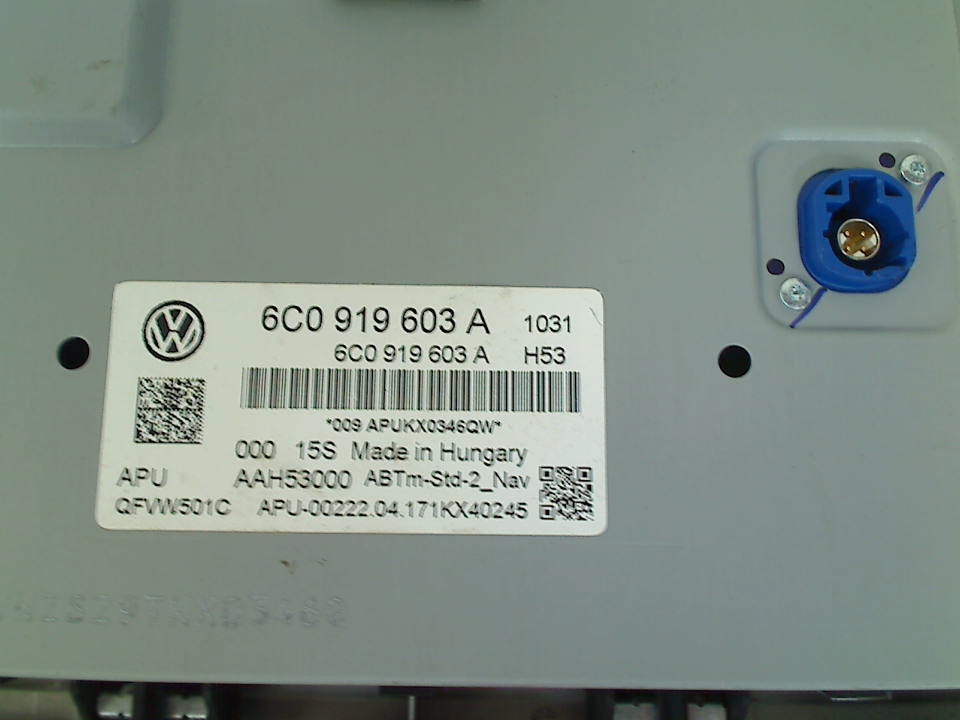 6C0 919 603 A 1031
6C0 919 603 A H53
*009 APUKX0346QW*
000 15S Made in Hungary
APU AAH53000 ABTm-Std-2_Nav
QFVW501C APU-00222.04.171KX40245